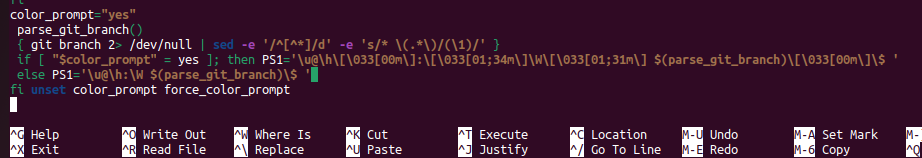 fi
color_prompt="yes"
 parse_git_branch()
 { git branch 2> /dev/null | sed -e '/^[^*]/d' -e 's/* \(.*\)/(\1)/' }
 if [ "$color_prompt" = yes ]; then PS1='\u@\h\[\033[00m\]:\[\033[01;34m\]\W\[\033[01;31m\] $(parse_git_branch)\[\033[00m\]\$ '
 else PS1='\u@\h:\W $(parse_git_branch)\$ '
fi unset color_prompt force_color_prompt
^G Help ^O Write Out ^W Where Is ^K Cut ^T Execute ^C Location M-U Undo M-A Set Mark M-
^X Exit ^R Read File ^\ Replace ^U Paste ^J Justify ^/ Go To Line M-E Redo M-6 Copy ^Q